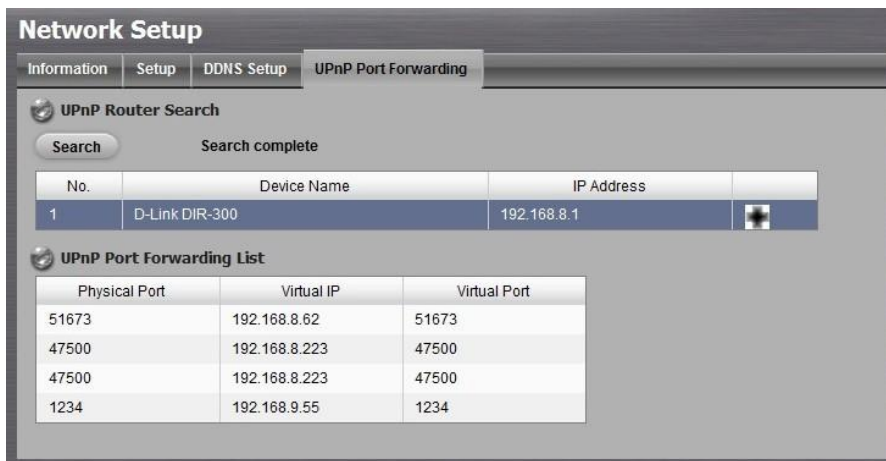 Network Setup
Information Setup DDNS Setup UPnP Port Forwarding
UPnP Router Search
Search Search complete
No. Device Name IP Address
1 D-Link DIR-300 192.168.8.1
UPnP Port Forwarding List
Physical Port Virtual IP Virtual Port
51673 192.168.8.62 51673
47500 192.168.8.223 47500
47500 192.168.8.223 47500
1234 192.168.9.55 1234